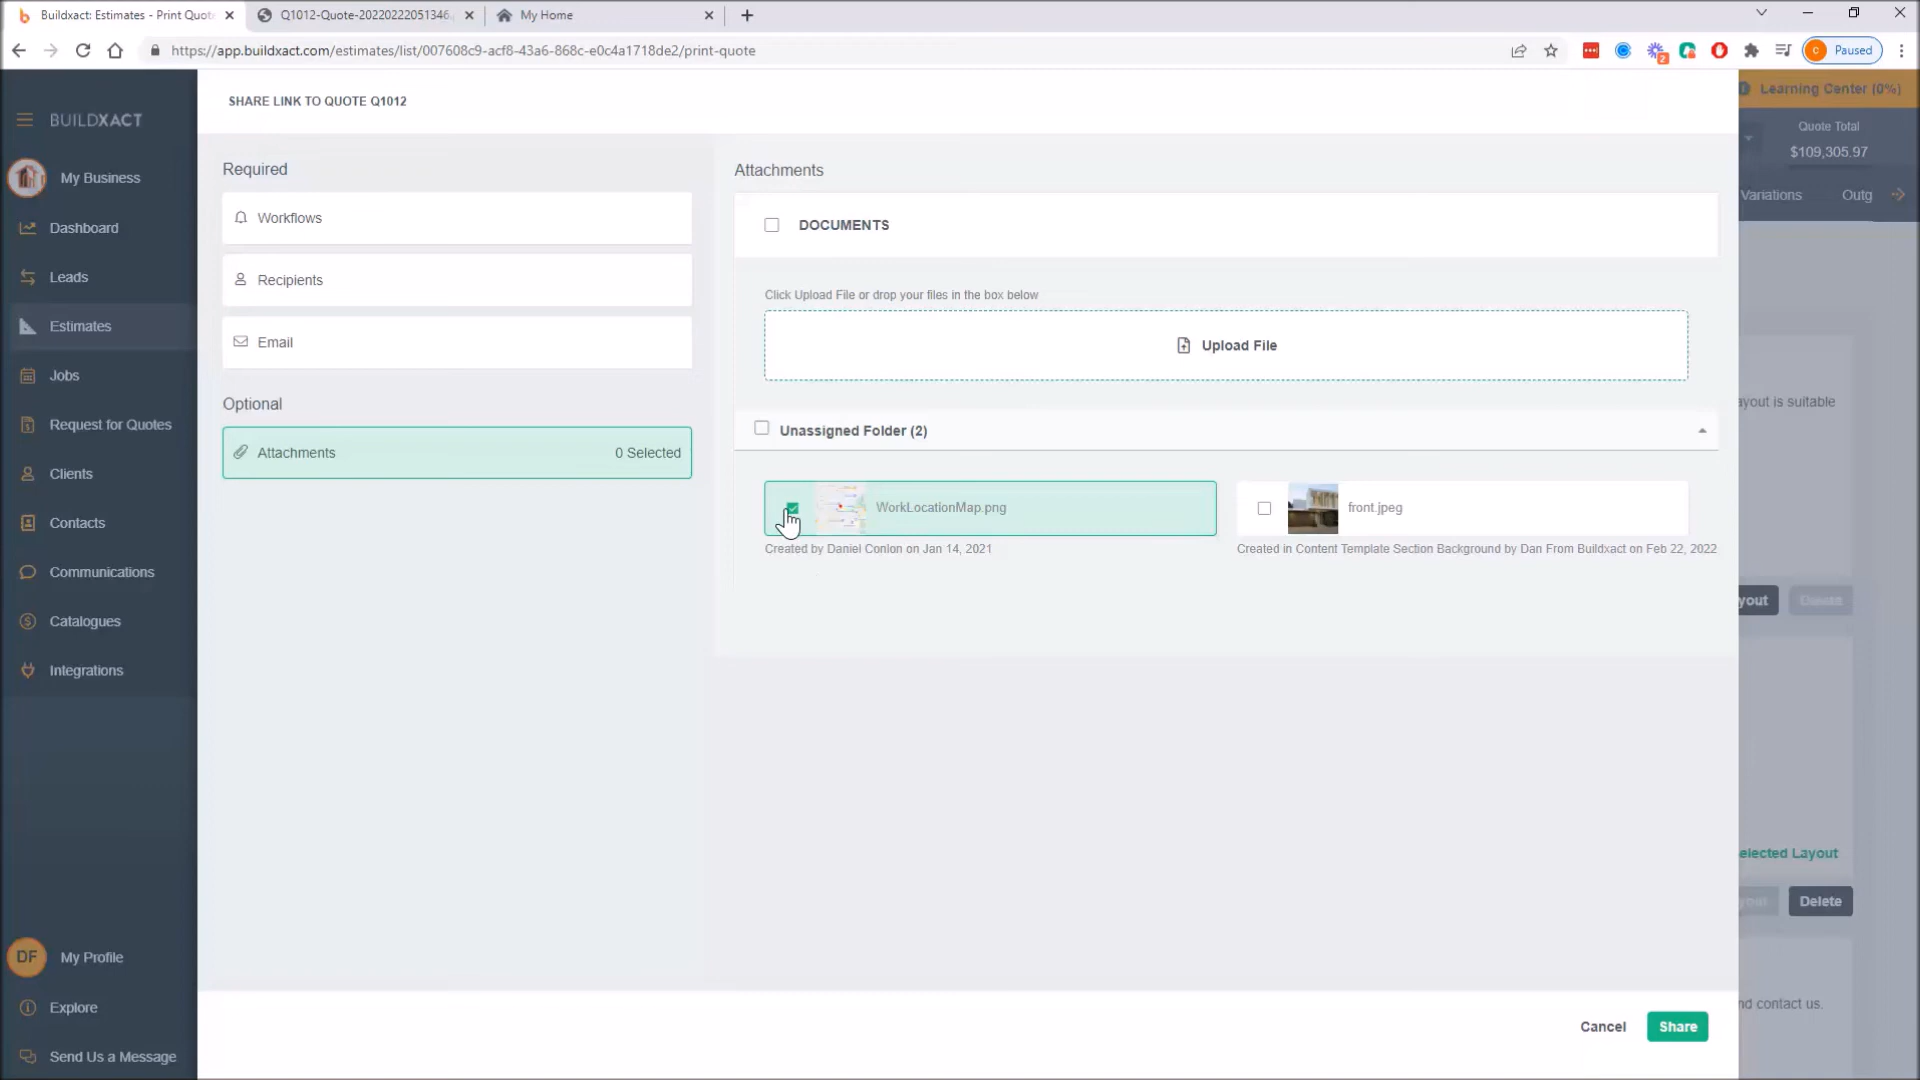 Buildxact: Estimates - Print Quot
Q1012-Quote-20220222051346
My Home
https://app.buildxact.com/estimates/list/007608c9-acf8-43a6-868c-e0c4a1718de2/print-quote
2
C
Paused
SHARE LINK TO QUOTE Q1012
Learning Center (0%)
BUILDXACT
Quote Total
$109,305.97
My Business
Dashboard
Leads
Estimates
Jobs
Request for Quotes
Clients
Contacts
Communications
Catalogues
Integrations
DF My Profile
Explore
Send Us a Message
Required
Workflows
Recipients
Email
Optional
Attachments 0 Selected
Attachments
DOCUMENTS
Click Upload File or drop your files in the box below
Upload File
Unassigned Folder (2)
WorkLocationMap.png
Created by Daniel Conlon on Jan 14, 2021
front.jpeg
Created in Content Template Section Background by Dan From Buildxact on Feb 22, 2022
Variations Outg
ayout is suitable
yout Delete
elected Layout
yout Delete
nd contact us.
Cancel Share